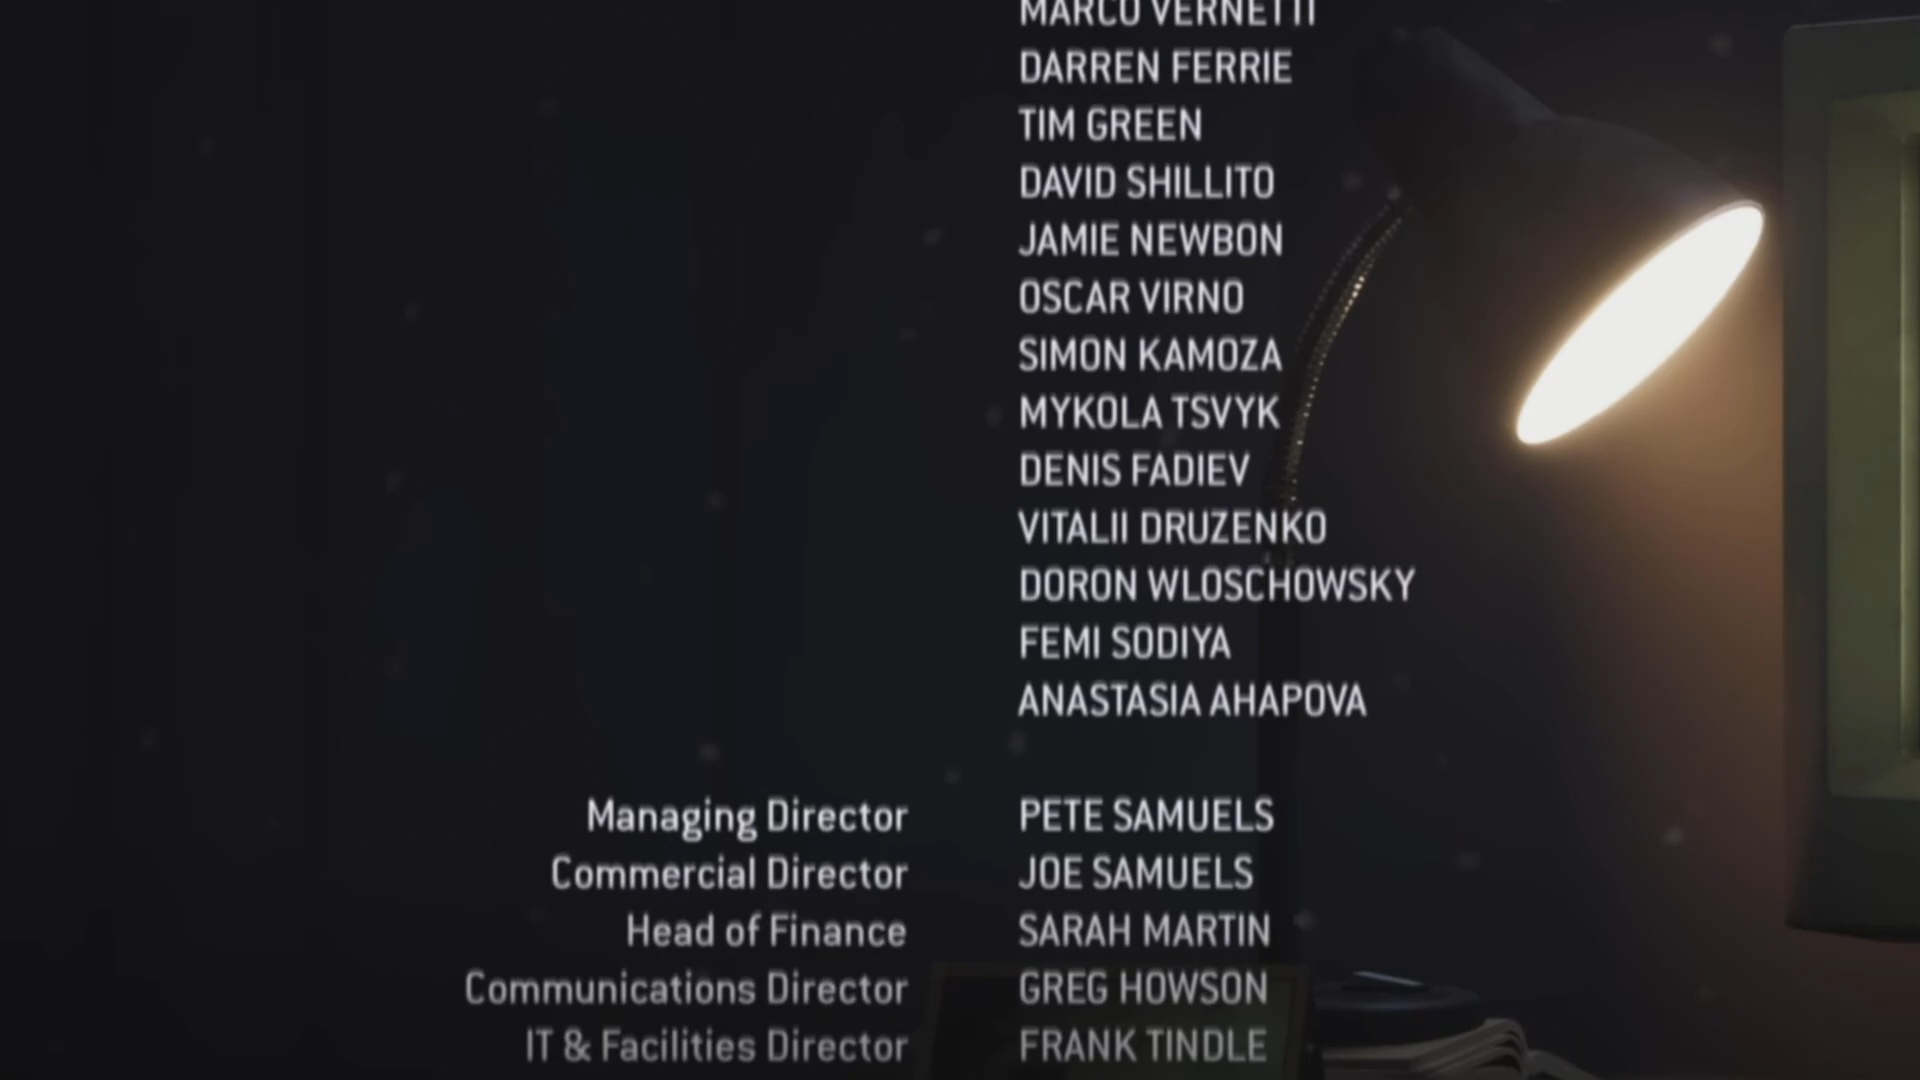 MARCO VERNETTI
DARREN FERRIE
TIM GREEN
DAVID SHILLITO
JAMIE NEWBON
OSCAR VIRNO
SIMON KAMOZA
MYKOLA TSVYK
DENIS FADIEV
VITALII DRUZENKO
DORON WLOSCHOWSKY
FEMI SODIYA
ANASTASIA AHAPOVA
Managing Director PETE SAMUELS
Commercial Director JOE SAMUELS
Head of Finance SARAH MARTIN
Communications Director GREG HOWSON
IT & Facilities Director FRANK TINDLE